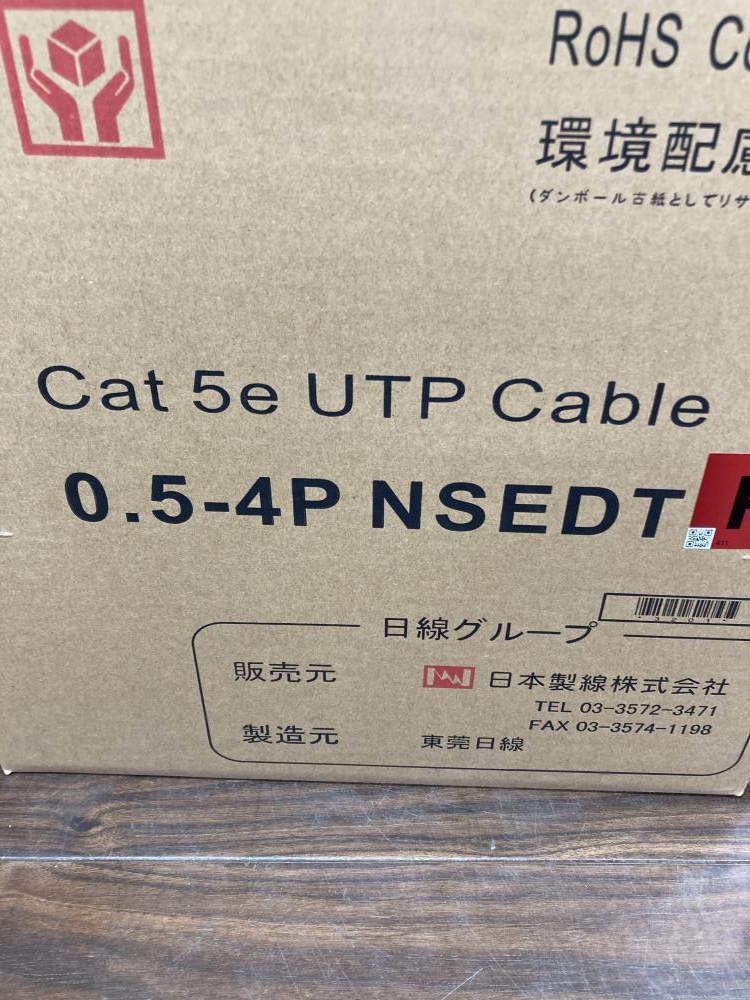 RoHS
環境配慮
(ダンボール古紙としてリサ
Cat 5e UTP Cable
0.5-4P NSEDT
411
日線グループ
販売元 日本製線株式会社
TEL 03-3572-3471
FAX 03-3574-1198
製造元 東莞日線